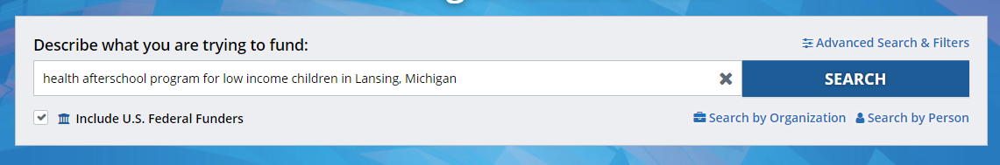 Describe what you are trying to fund:
Advanced Search & Filters
health afterschool program for low income children in Lansing, Michigan
SEARCH
Include U.S. Federal Funders
Search by Organization
Search by Person